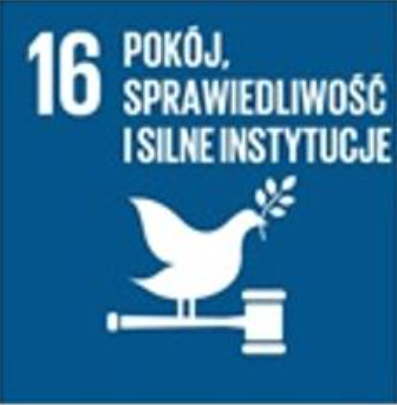 16 POKÓJ,
SPRAWIEDLIWOŚĆ
I SILNE INSTYTUCJE